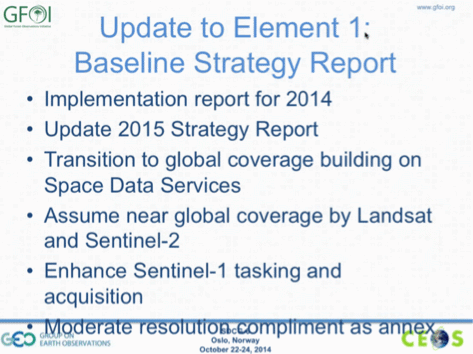 GFOI
www.gfoi.org
Update to Element 1:
Baseline Strategy Report
• Implementation report for 2014
• Update 2015 Strategy Report
• Transition to global coverage building on
Space Data Services
• Assume near global coverage by Landsat
and Sentinel-2
• Enhance Sentinel-1 tasking and
acquisition
• Moderate resolution compliment as annex
GEO GROUP ON
EARTH OBSERVATIONS
Oslo, Norway
October 22-24, 2014
CEOS